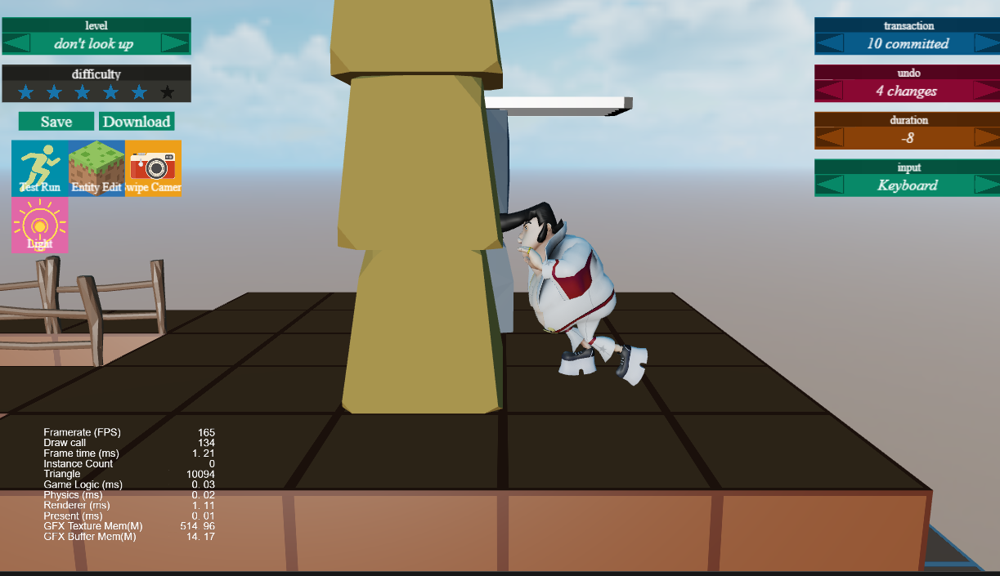 level
don't look up
difficulty
Save Download
Test Run Entity Edit wipe Camer
Light
transaction
10 committed
undo
4 changes
duration
-8
input
Keyboard
Framerate (FPS) 165
Draw call 134
Frame time (ms) 1. 21
Instance Count 0
Triangle 10094
Game Logic (ms) 0. 03
Physics (ms) 0. 02
Renderer (ms) 1. 11
Present (ms) 0. 01
GFX Texture Mem(M) 514 96
GFX Buffer Mem(M) 14. 17